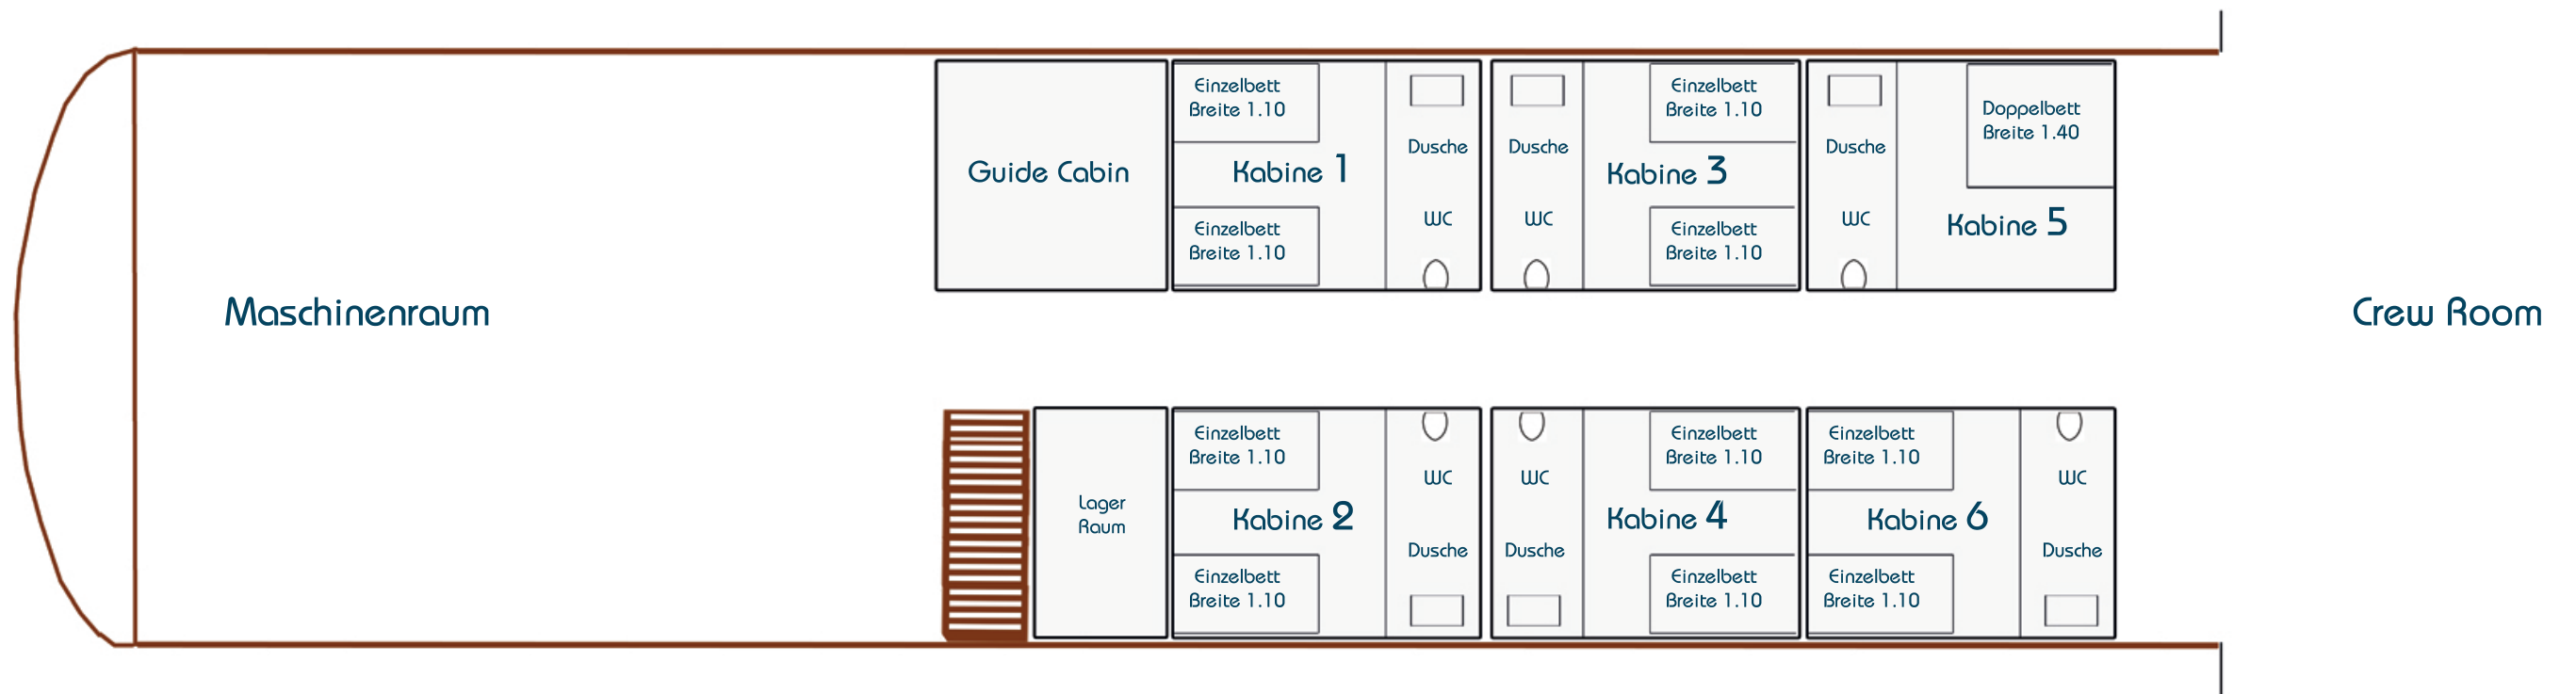 Maschinenraum
Guide Cabin
Einzelbett
Breite 1.10
Kabine 1
Einzelbett
Breite 1.10
Dusche
WC
Dusche
WC
Einzelbett
Breite 1.10
Kabine 3
Einzelbett
Breite 1.10
Dusche
WC
Doppelbett
Breite 1.40
Kabine 5
Crew Room
Lager
Raum
Einzelbett
Breite 1.10
Kabine 2
Einzelbett
Breite 1.10
WC
Dusche
WC
Dusche
Einzelbett
Breite 1.10
Kabine 4
Einzelbett
Breite 1.10
Einzelbett
Breite 1.10
Kabine 6
Einzelbett
Breite 1.10
WC
Dusche